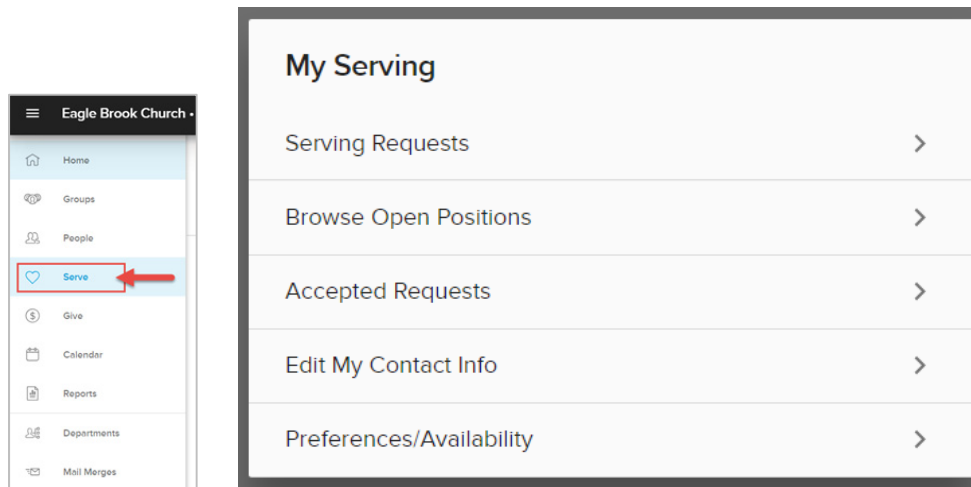 Eagle Brook Church •
Home
Groups
People
Serve
Give
Calendar
Reports
Departments
Mail Merges
My Serving
Serving Requests
Browse Open Positions
Accepted Requests
Edit My Contact Info
Preferences/Availability